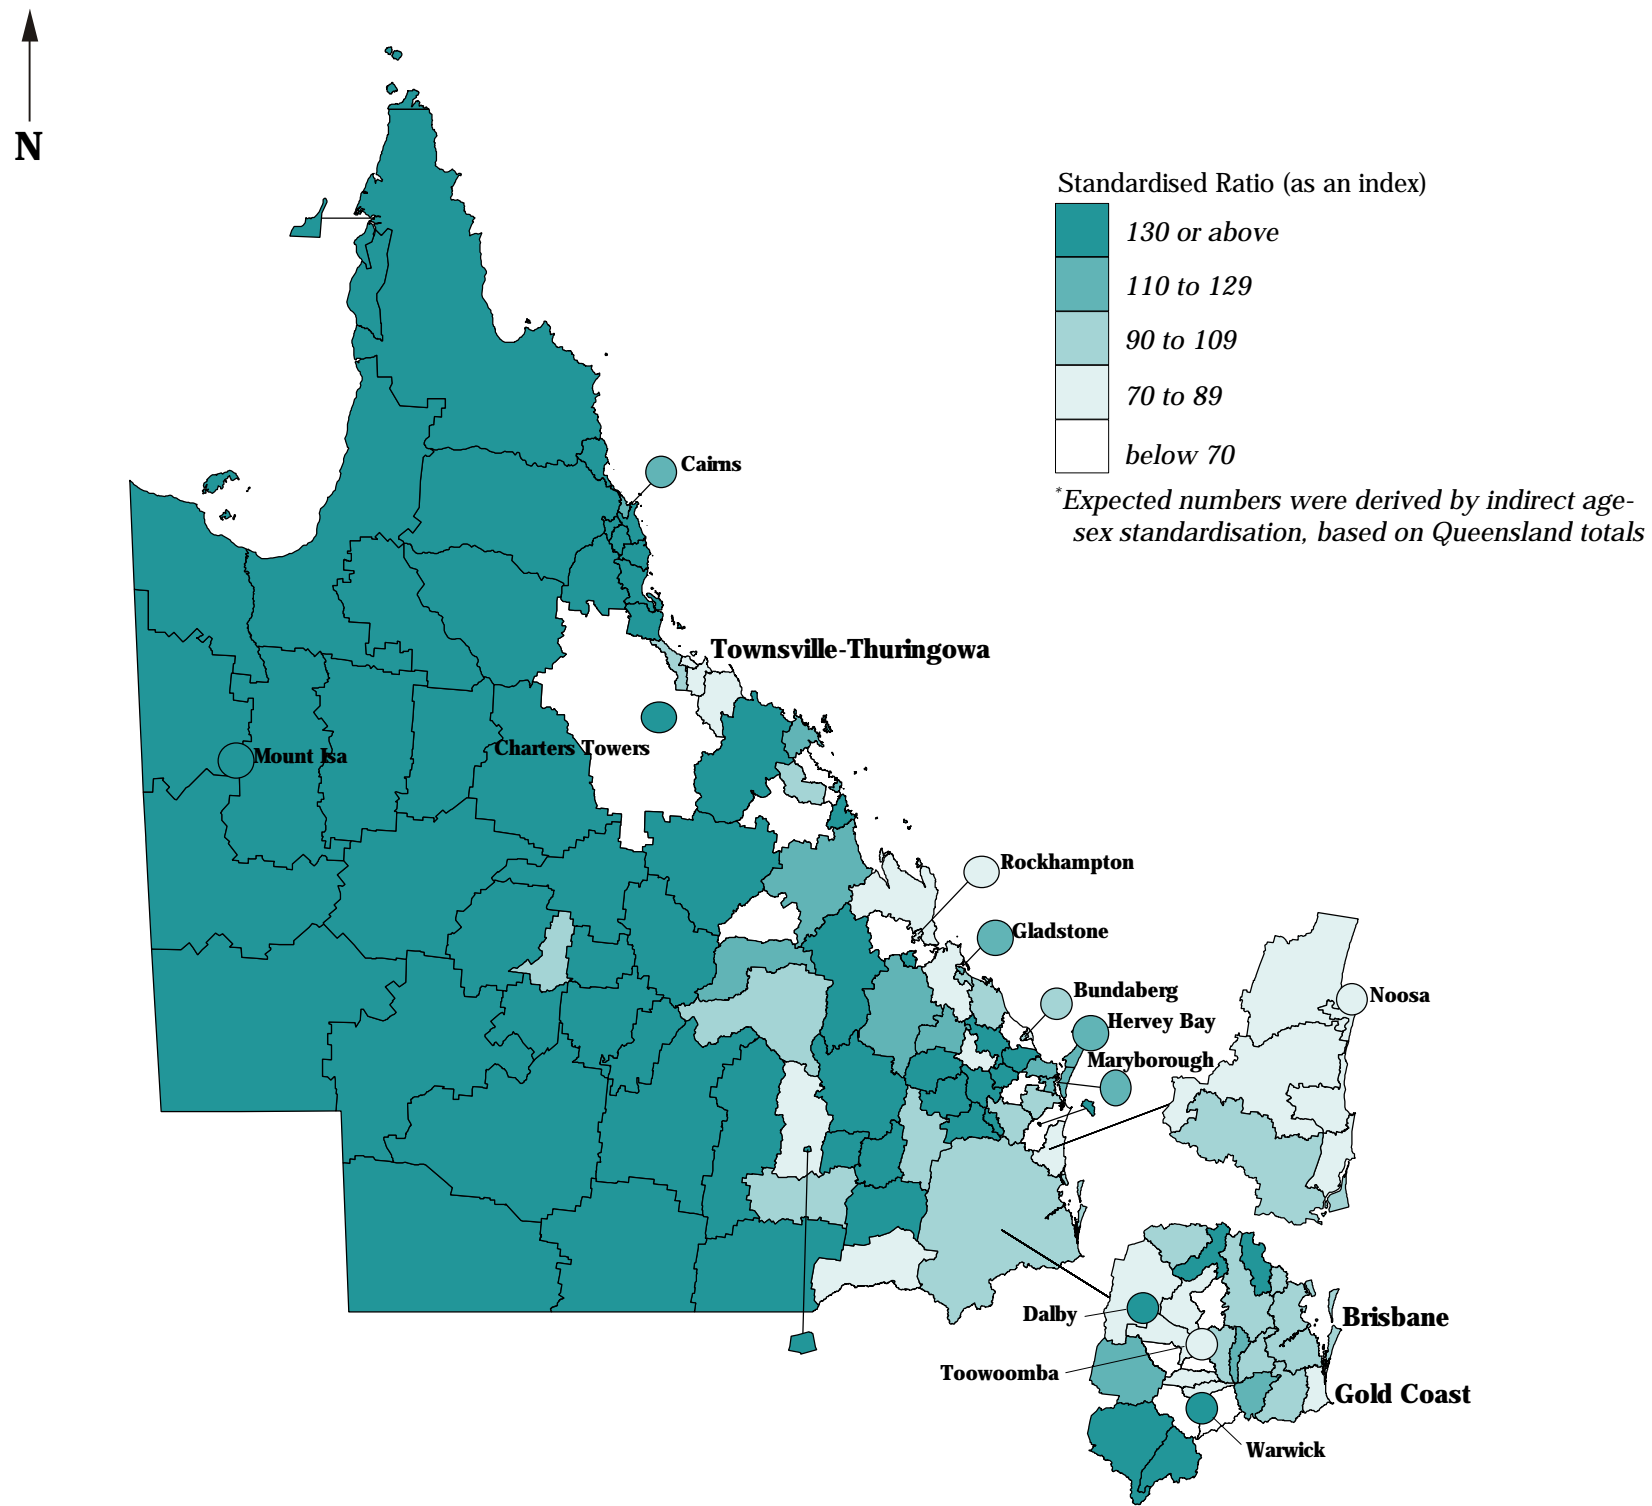 N
Standardised Ratio (as an index)
130 or above
110 to 129
90 to 109
70 to 89
below 70
*Expected numbers were derived by indirect age-
sex standardisation, based on Queensland totals
Cairns
Townsville-Thuringowa
Charters Towers
Mount Isa
Rockhampton
Gladstone
Bundaberg
Hervey Bay
Maryborough
Noosa
Dalby
Brisbane
Toowoomba
Gold Coast
Warwick